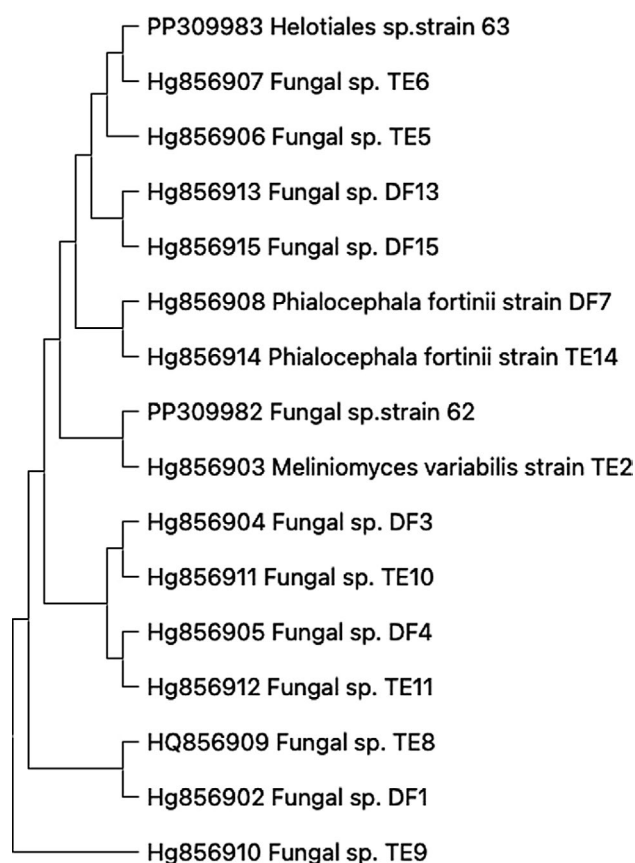 PP309983 Helotiales sp.strain 63
Hg856907 Fungal sp. TE6
Hg856906 Fungal sp. TE5
Hg856913 Fungal sp. DF13
Hg856915 Fungal sp. DF15
Hg856908 Phialocephala fortinii strain DF7
Hg856914 Phialocephala fortinii strain TE14
PP309982 Fungal sp.strain 62
Hg856903 Meliniomyces variabilis strain TE2
Hg856904 Fungal sp. DF3
Hg856911 Fungal sp. TE10
Hg856905 Fungal sp. DF4
Hg856912 Fungal sp. TE11
HQ856909 Fungal sp. TE8
Hg856902 Fungal sp. DF1
Hg856910 Fungal sp. TE9